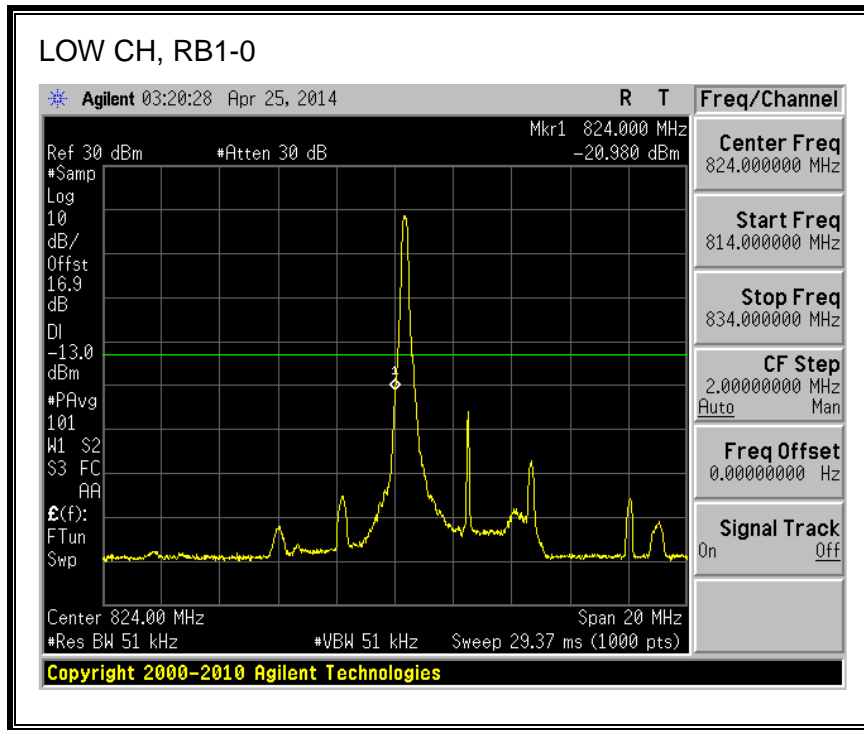 LOW CH, RB1-0
Agilent 03:20:28 Apr 25, 2014 R T
Mkr1 824.000 MHz
Ref 30 dBm #Atten 30 dB -20.980 dBm
#Samp
Log
10
dB/
Offst
16.9
dB
DI
-13.0
dBm
#PAvg
101
W1 S2
S3 FC
AA
£(f):
FTun
Swp
1
Center 824.00 MHz Span 20 MHz
#Res BW 51 kHz #VBW 51 kHz Sweep 29.37 ms (1000 pts)
Copyright 2000-2010 Agilent Technologies
Freq/Channel
Center Freq
824.000000 MHz
Start Freq
814.000000 MHz
Stop Freq
834.000000 MHz
CF Step
2.00000000 MHz
Auto Man
Freq Offset
0.00000000 Hz
Signal Track
On Off